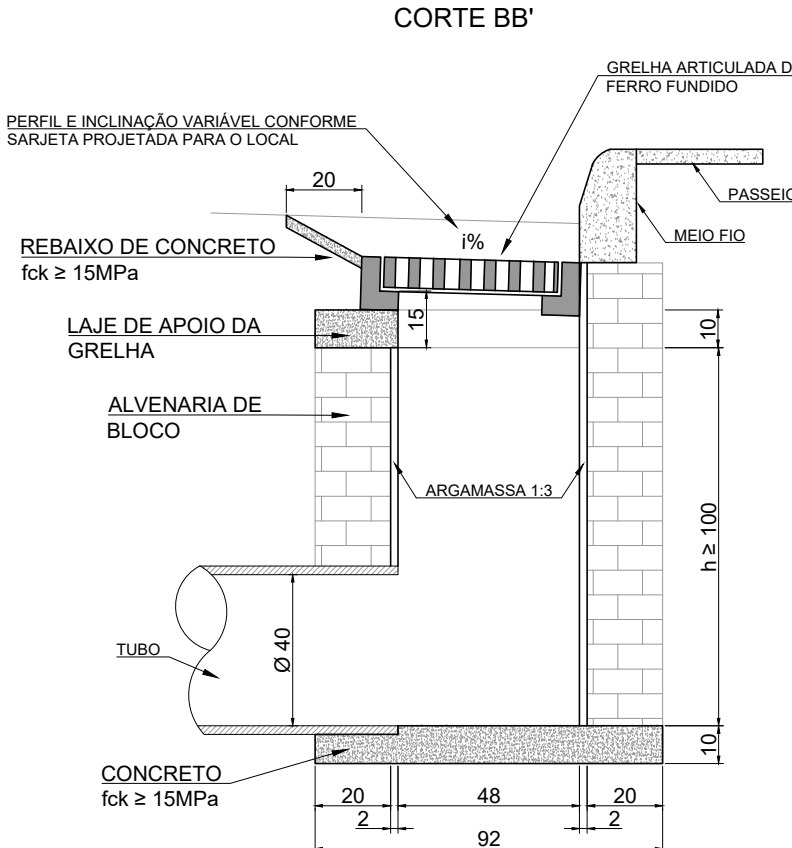 CORTE BB'
GRELHA ARTICULADA D
FERRO FUNDIDO
PERFIL E INCLINAÇÃO VARIÁVEL CONFORME
SARJETA PROJETADA PARA O LOCAL
20
PASSEIO
MEIO FIO
i%
REBAIXO DE CONCRETO
fck ≥ 15MPa
15
10
LAJE DE APOIO DA
GRELHA
ALVENARIA DE
BLOCO
ARGAMASSA 1:3
h ≥ 100
Ø 40
TUBO
10
CONCRETO
fck ≥ 15MPa
20 48 20
2 2
92